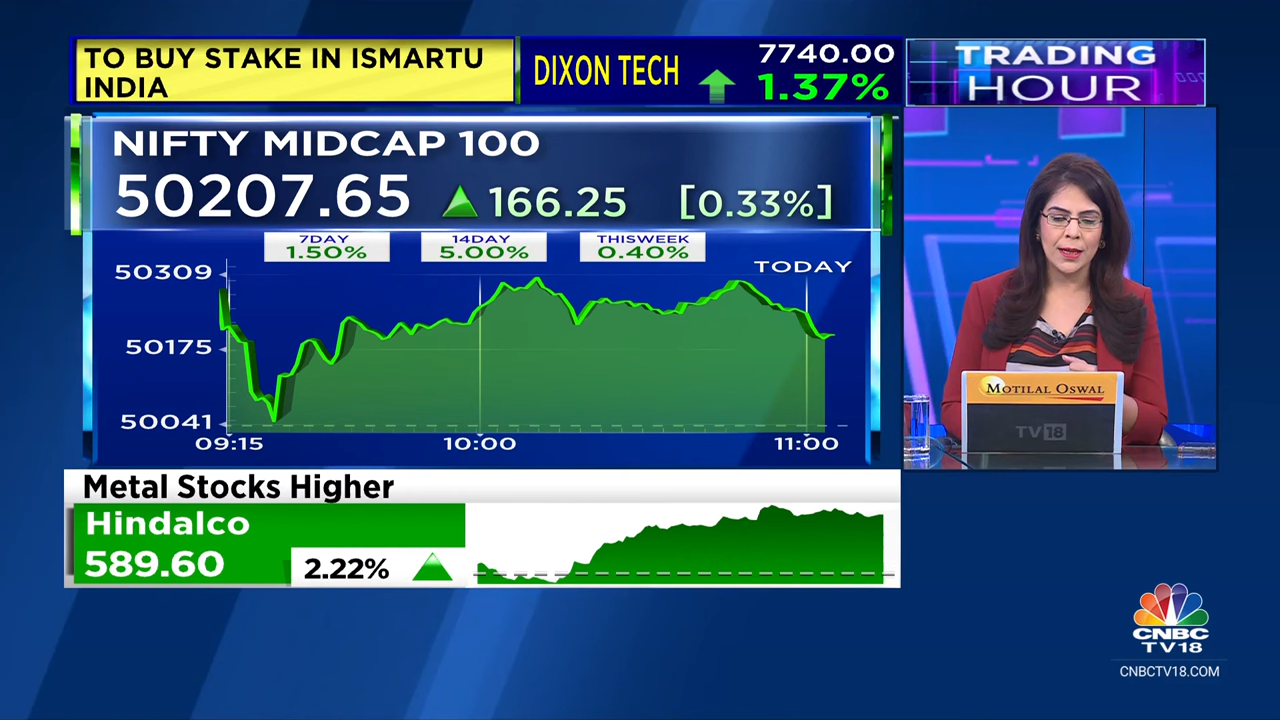 TO BUY STAKE IN ISMARTU
INDIA
DIXON TECH
7740.00
1.37%
TRADING
HOUR
NIFTY MIDCAP 100
50207.65
166.25
[0.33%]
7DAY
1.50%
14DAY
5.00%
THISWEEK
0.40%
TODAY
50309
50175
50041
09:15
10:00
11:00
MOTILAL OSWAL
TV18
Metal Stocks Higher
Hindalco
589.60
2.22%
CNBC
TV18
CNBCTV18.COM